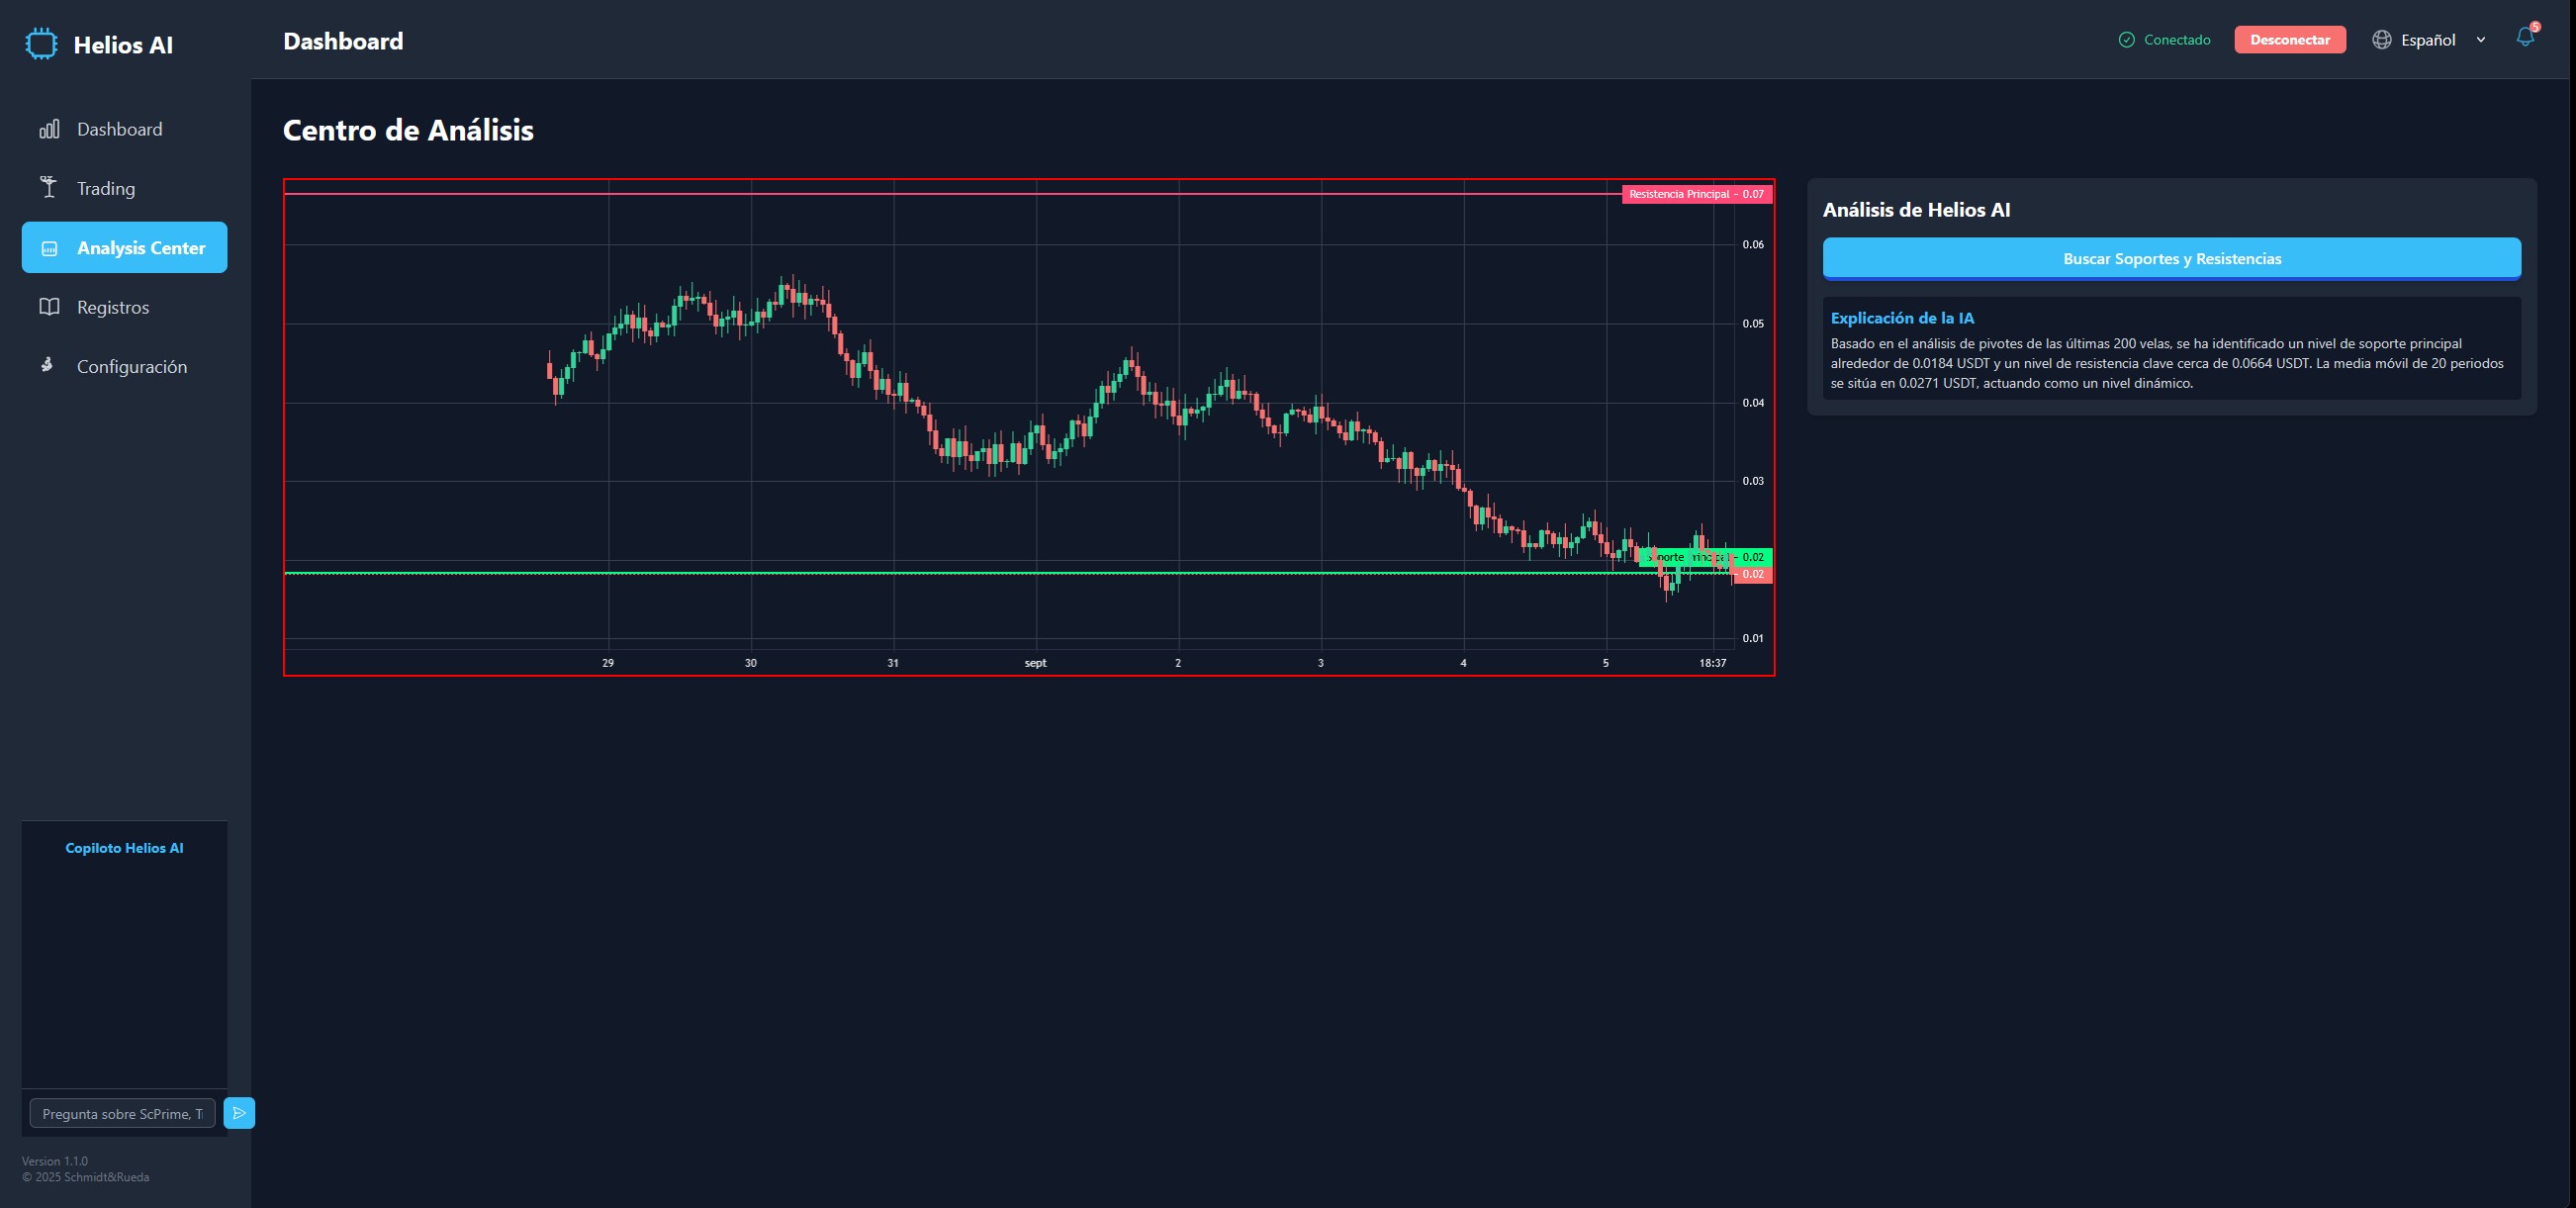 Helios AI
Dashboard
Conectado
Desconectar
Español
5
Dashboard
Trading
Analysis Center
Registros
Configuración
Centro de Análisis
Resistencia Principal - 0.07
0.06
0.05
0.04
0.03
Soporte Principal - 0.02
0.02
0.01
29 30 31 sept 2 3 4 5 18:37
Análisis de Helios AI
Buscar Soportes y Resistencias
Explicación de la IA
Basado en el análisis de pivotes de las últimas 200 velas, se ha identificado un nivel de soporte principal
alrededor de 0.0184 USDT y un nivel de resistencia clave cerca de 0.0664 USDT. La media móvil de 20 periodos
se sitúa en 0.0271 USDT, actuando como un nivel dinámico.
Copiloto Helios AI
Pregunta sobre ScPrime, T
Version 1.1.0
© 2025 Schmidt&Rueda